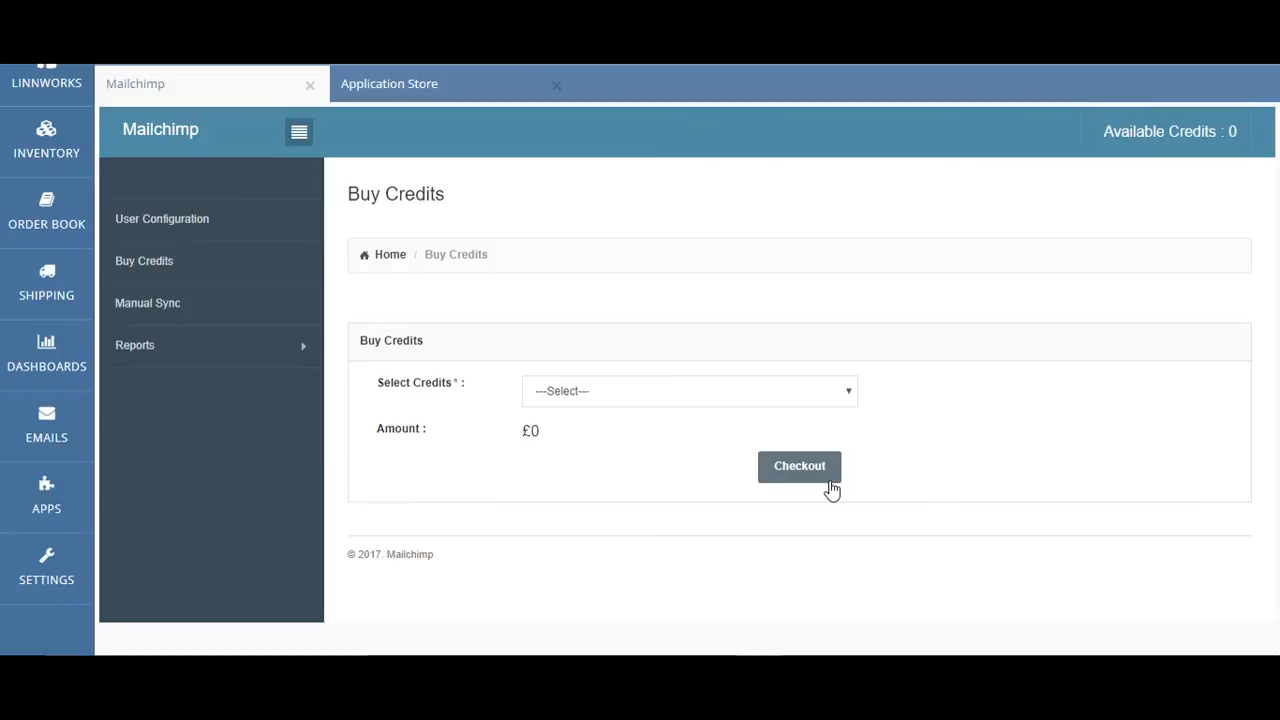 LINNWORKS
INVENTORY
ORDER BOOK
SHIPPING
DASHBOARDS
EMAILS
APPS
SETTINGS
Mailchimp
Application Store
Mailchimp
Available Credits : 0
User Configuration
Buy Credits
Manual Sync
Reports
Buy Credits
Home / Buy Credits
Buy Credits
Select Credits* :
---Select---
Amount :
£0
Checkout
© 2017. Mailchimp